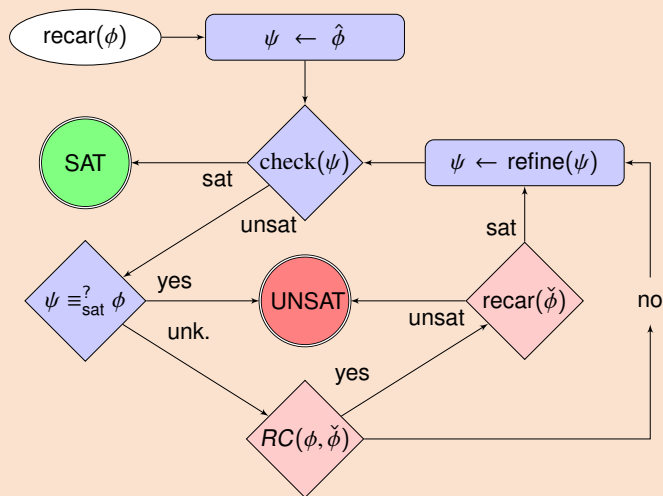 recar(ϕ)
ψ ← ϕ̂
SAT
sat
check(ψ)
ψ ← refine(ψ)
unsat
sat
ψ ≡?sat ϕ
yes
UNSAT
unsat
recar(ϕ̌)
no
unk.
yes
RC(ϕ, ϕ̌)